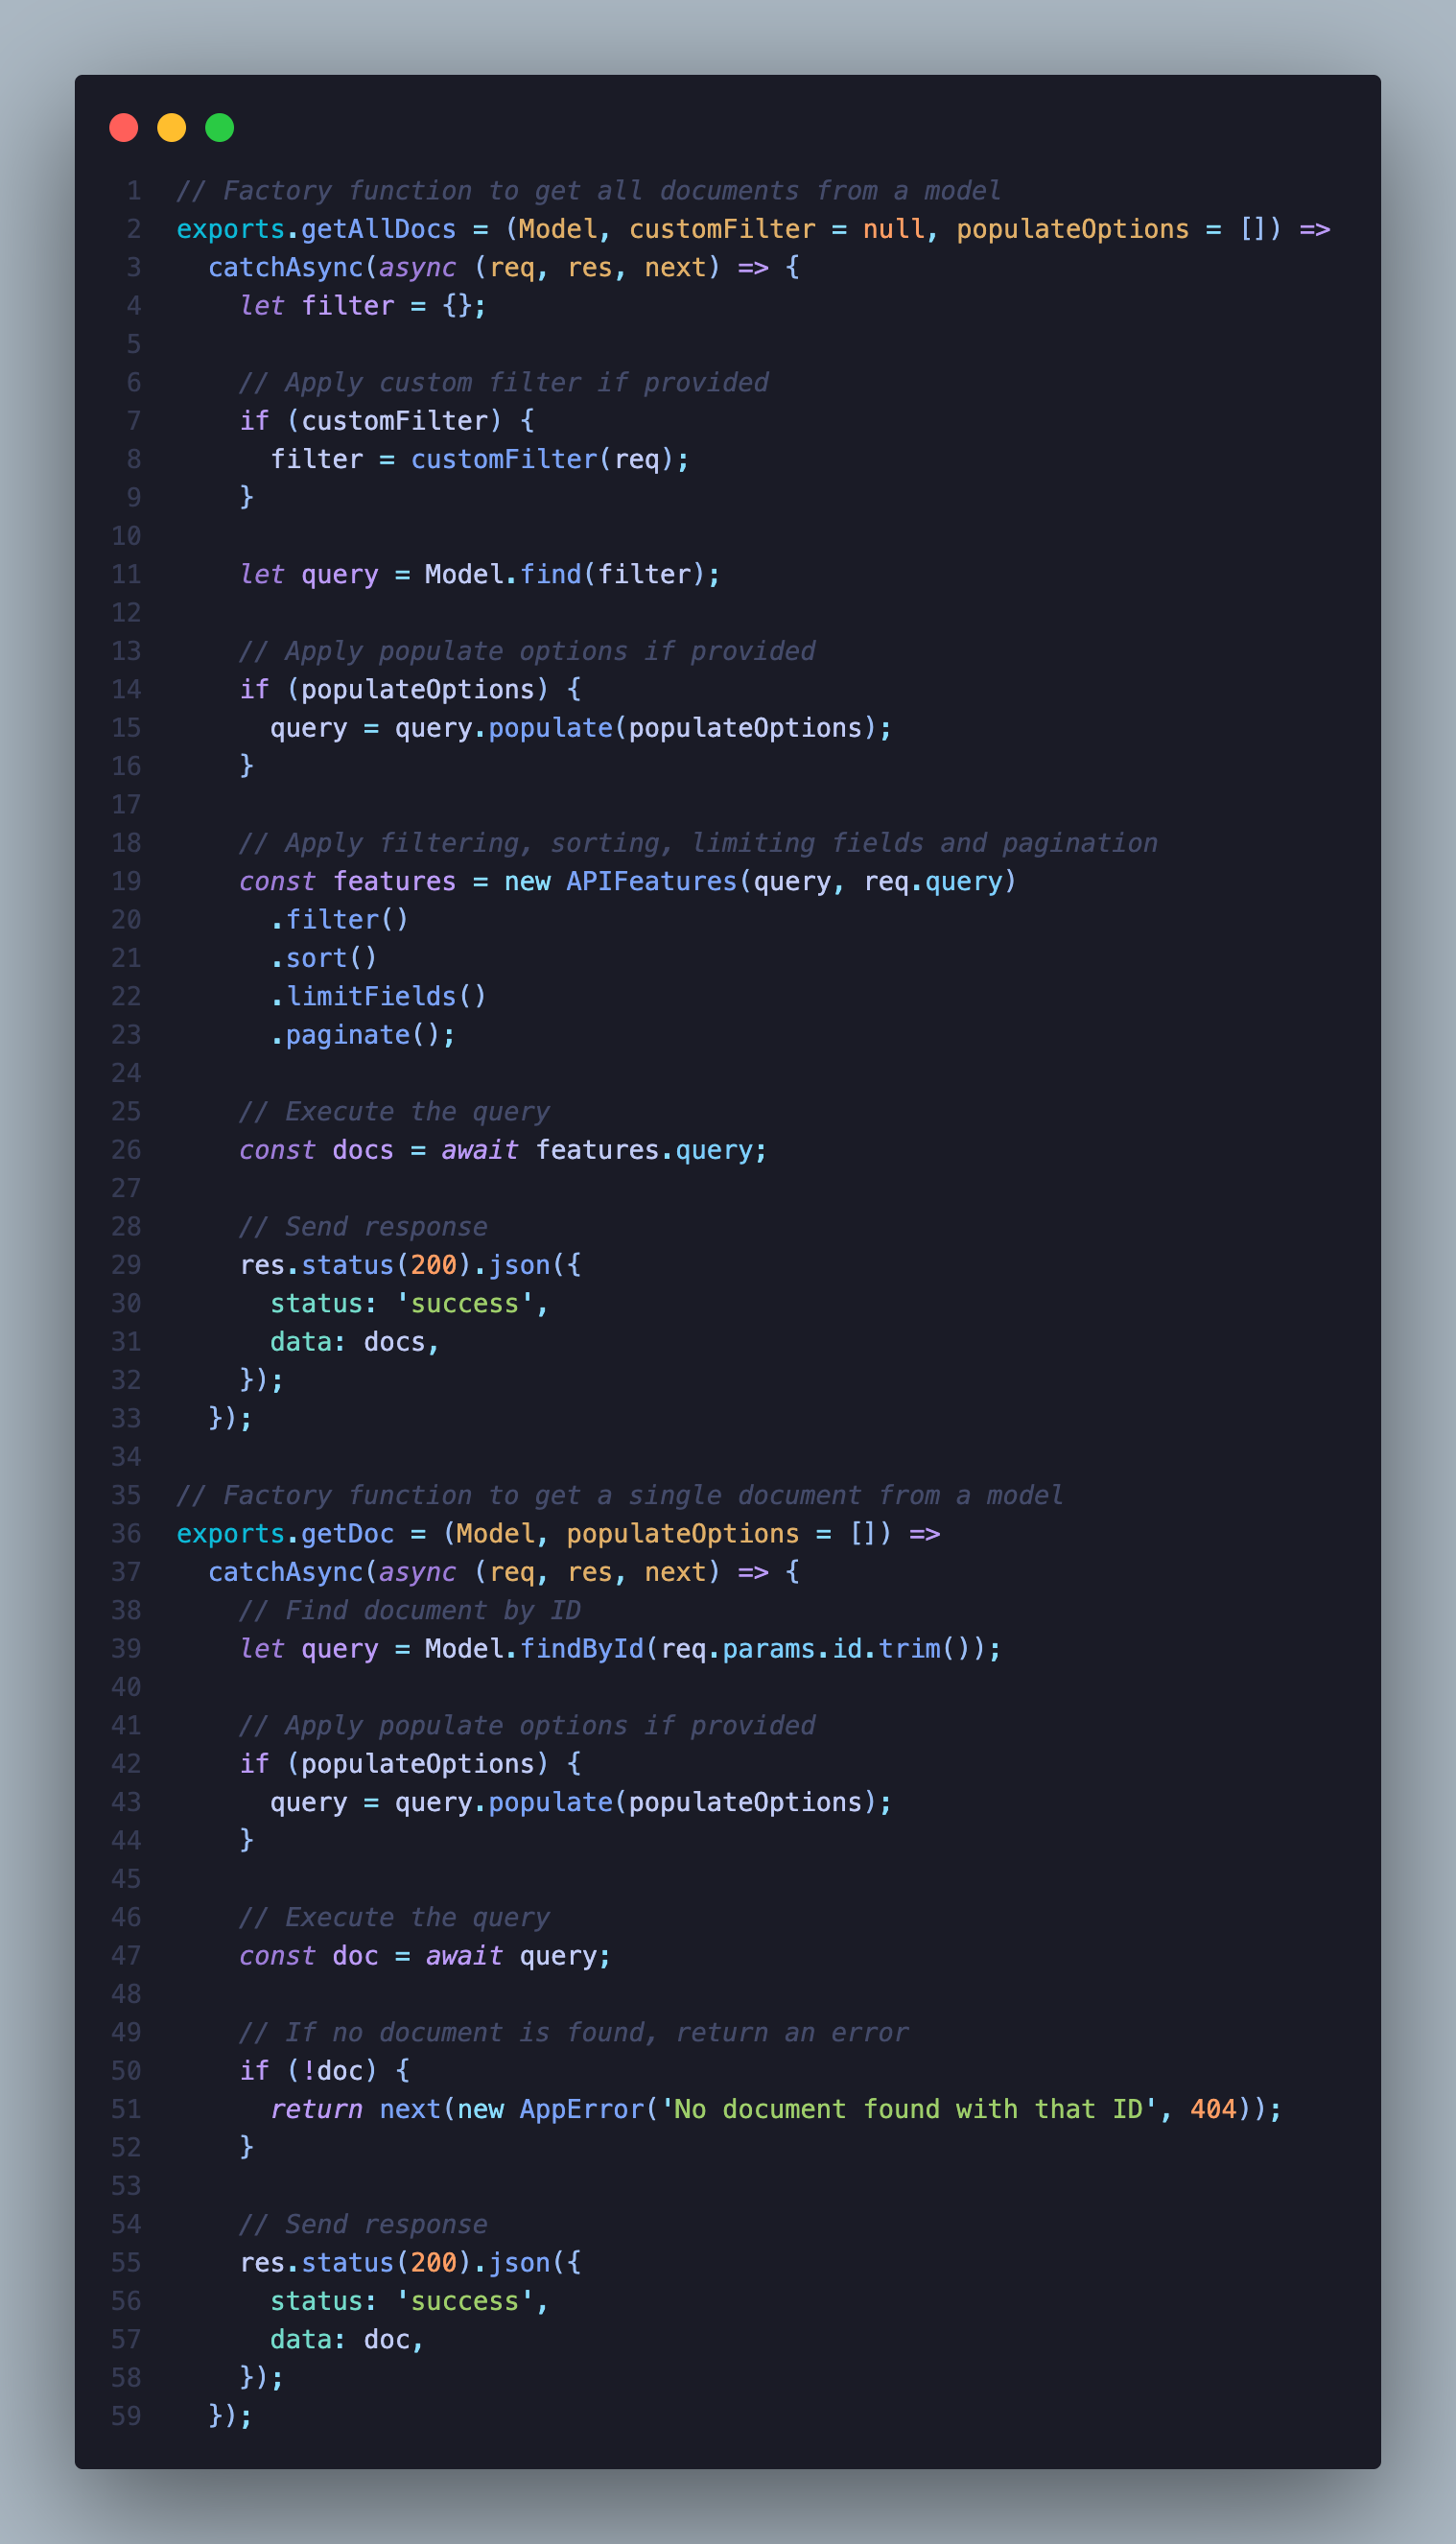 1 // Factory function to get all documents from a model
2 exports.getAllDocs = (Model, customFilter = null, populateOptions = []) =>
3   catchAsync(async (req, res, next) => {
4     let filter = {};
5
6     // Apply custom filter if provided
7     if (customFilter) {
8       filter = customFilter(req);
9     }
10
11     let query = Model.find(filter);
12
13     // Apply populate options if provided
14     if (populateOptions) {
15       query = query.populate(populateOptions);
16     }
17
18     // Apply filtering, sorting, limiting fields and pagination
19     const features = new APIFeatures(query, req.query)
20       .filter()
21       .sort()
22       .limitFields()
23       .paginate();
24
25     // Execute the query
26     const docs = await features.query;
27
28     // Send response
29     res.status(200).json({
30       status: 'success',
31       data: docs,
32     });
33   });
34
35 // Factory function to get a single document from a model
36 exports.getDoc = (Model, populateOptions = []) =>
37   catchAsync(async (req, res, next) => {
38     // Find document by ID
39     let query = Model.findById(req.params.id.trim());
40
41     // Apply populate options if provided
42     if (populateOptions) {
43       query = query.populate(populateOptions);
44     }
45
46     // Execute the query
47     const doc = await query;
48
49     // If no document is found, return an error
50     if (!doc) {
51       return next(new AppError('No document found with that ID', 404));
52     }
53
54     // Send response
55     res.status(200).json({
56       status: 'success',
57       data: doc,
58     });
59   });